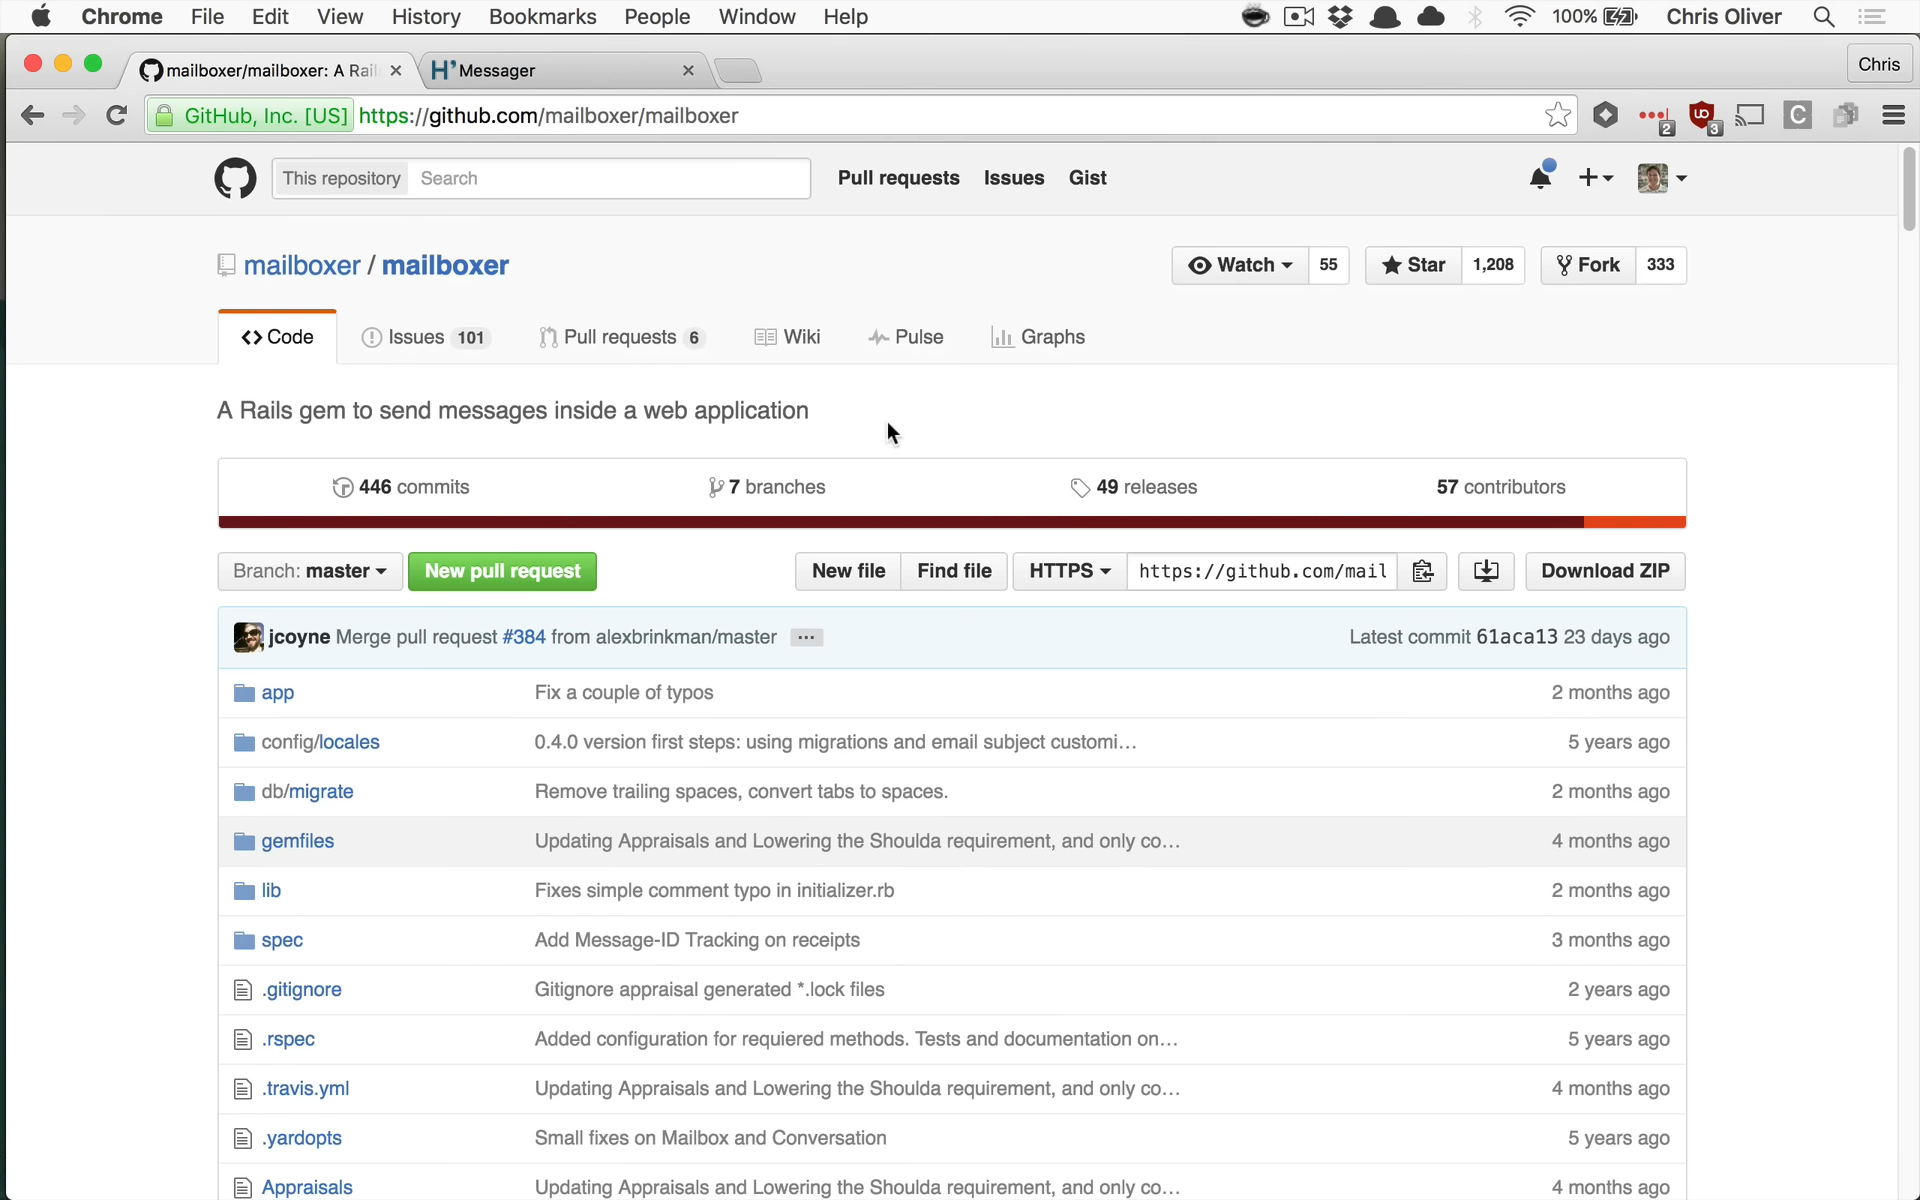 Chrome File Edit View History Bookmarks People Window Help 100% Chris Oliver
mailboxer/mailboxer: A Rail Messager Chris
GitHub, Inc. [US] https://github.com/mailboxer/mailboxer 2 3 C
This repository Search Pull requests Issues Gist
mailboxer / mailboxer Watch 55 Star 1,208 Fork 333
Code Issues 101 Pull requests 6 Wiki Pulse Graphs
A Rails gem to send messages inside a web application
446 commits 7 branches 49 releases 57 contributors
Branch: master New pull request New file Find file HTTPS https://github.com/mail Download ZIP
jcoyne Merge pull request #384 from alexbrinkman/master … Latest commit 61aca13 23 days ago
app Fix a couple of typos 2 months ago
config/locales 0.4.0 version first steps: using migrations and email subject customi… 5 years ago
db/migrate Remove trailing spaces, convert tabs to spaces. 2 months ago
gemfiles Updating Appraisals and Lowering the Shoulda requirement, and only co… 4 months ago
lib Fixes simple comment typo in initializer.rb 2 months ago
spec Add Message-ID Tracking on receipts 3 months ago
.gitignore Gitignore appraisal generated *.lock files 2 years ago
.rspec Added configuration for requiered methods. Tests and documentation on… 5 years ago
.travis.yml Updating Appraisals and Lowering the Shoulda requirement, and only co… 4 months ago
.yardopts Small fixes on Mailbox and Conversation 5 years ago
Appraisals Updating Appraisals and Lowering the Shoulda requirement, and only co… 4 months ago